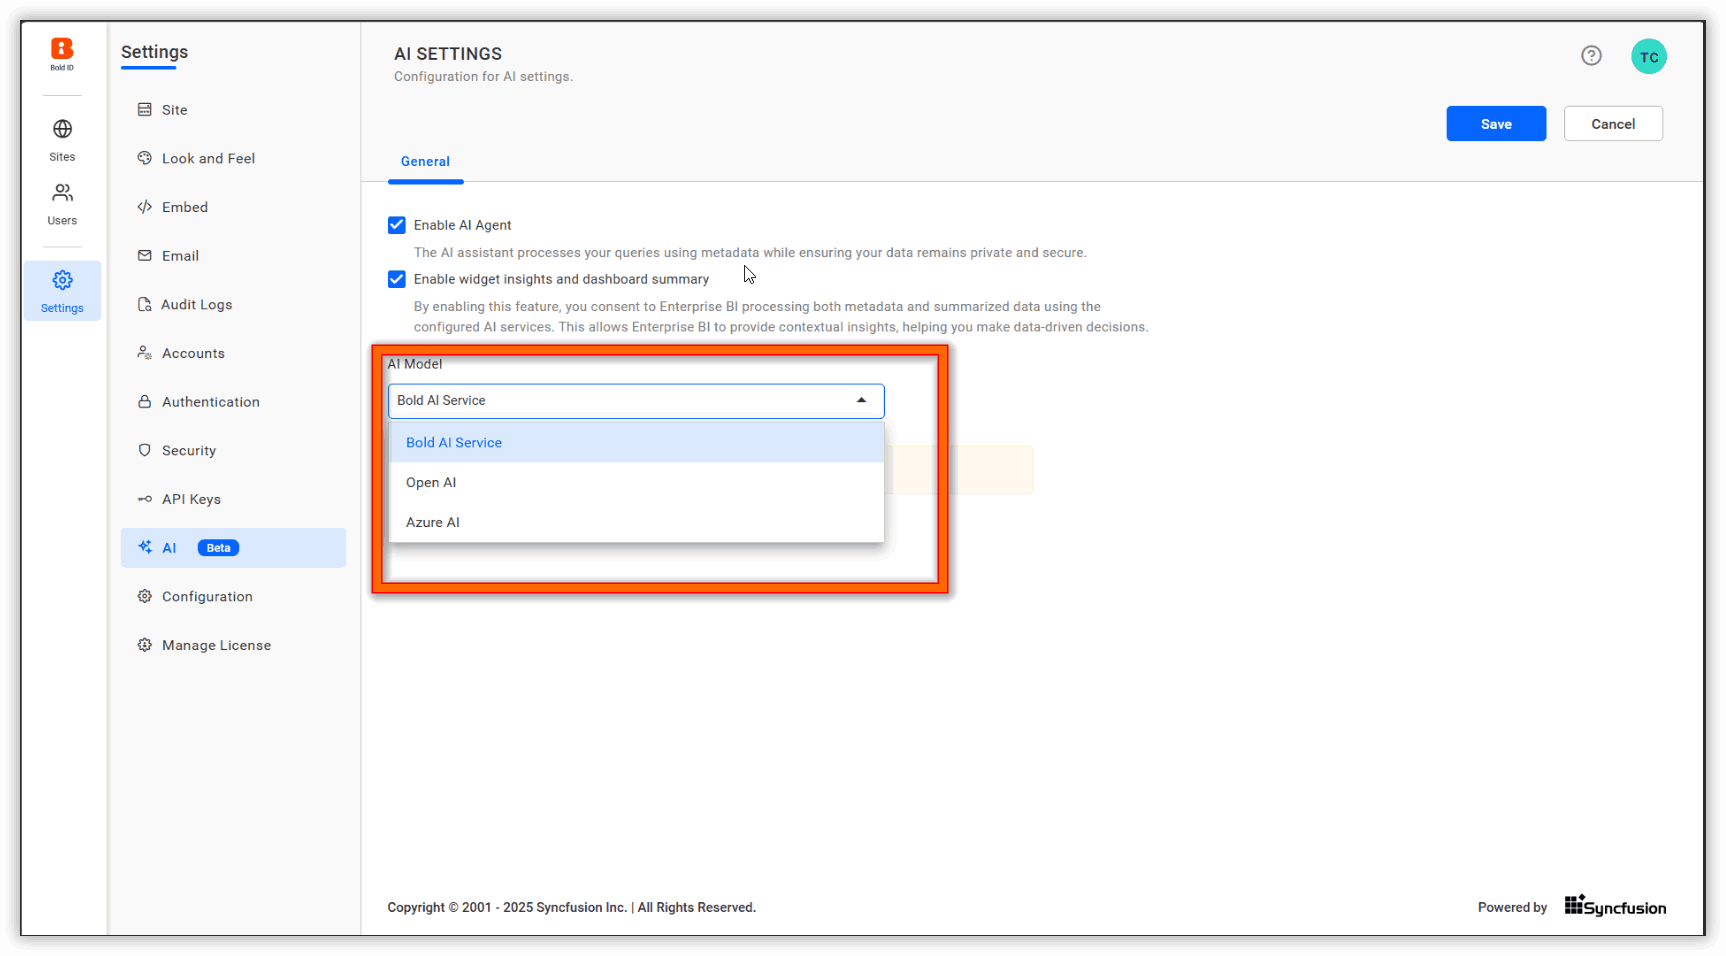 Bold ID
Sites
Users
Settings
Settings
Site
Look and Feel
Embed
Email
Audit Logs
Accounts
Authentication
Security
API Keys
AI Beta
Configuration
Manage License
AI SETTINGS
Configuration for AI settings.
TC
Save Cancel
General
Enable AI Agent
The AI assistant processes your queries using metadata while ensuring your data remains private and secure.
Enable widget insights and dashboard summary
By enabling this feature, you consent to Enterprise BI processing both metadata and summarized data using the
configured AI services. This allows Enterprise BI to provide contextual insights, helping you make data-driven decisions.
AI Model
Bold AI Service
Bold AI Service
Open AI
Azure AI
Copyright © 2001 - 2025 Syncfusion Inc. | All Rights Reserved.
Powered by Syncfusion